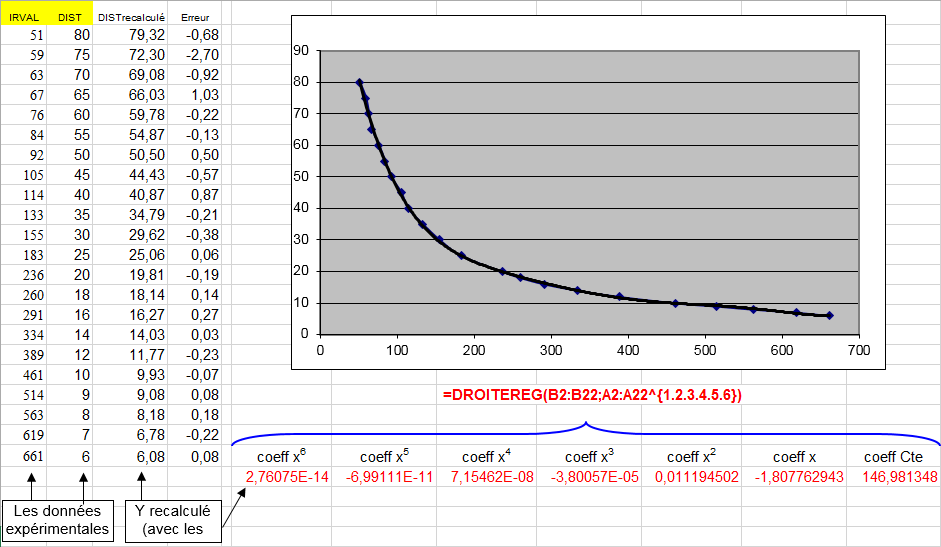 IRVAL DIST DISTrecalculé Erreur
51 80 79,32 -0,68
59 75 72,30 -2,70
63 70 69,08 -0,92
67 65 66,03 1,03
76 60 59,78 -0,22
84 55 54,87 -0,13
92 50 50,50 0,50
105 45 44,43 -0,57
114 40 40,87 0,87
133 35 34,79 -0,21
155 30 29,62 -0,38
183 25 25,06 0,06
236 20 19,81 -0,19
260 18 18,14 0,14
291 16 16,27 0,27
334 14 14,03 0,03
389 12 11,77 -0,23
461 10 9,93 -0,07
514 9 9,08 0,08
563 8 8,18 0,18
619 7 6,78 -0,22
661 6 6,08 0,08
Les données
expérimentales
Y recalculé
(avec les
90
80
70
60
50
40
30
20
10
0
0 100 200 300 400 500 600 700
=DROITEREG(B2:B22;A2:A22^{1.2.3.4.5.6})
coeff x⁶ coeff x⁵ coeff x⁴ coeff x³ coeff x² coeff x coeff Cte
2,76075E-14 -6,99111E-11 7,15462E-08 -3,80057E-05 0,011194502 -1,807762943 146,981348